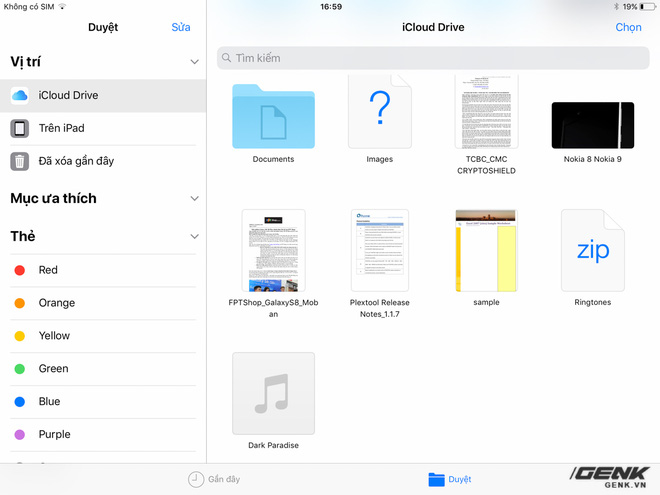 Không có SIM
16:59
19%
Duyệt
Sửa
iCloud Drive
Chọn
Vị trí
Tìm kiếm
iCloud Drive
Trên iPad
Đã xóa gần đây
Mục ưa thích
Thẻ
Red
Orange
Yellow
Green
Blue
Purple
Documents
?
Images
TCBC_CMC
CRYPTOSHIELD
Nokia 8 Nokia 9
FPTShop_GalaxyS8_Mob
an
Plextool Release
Notes_1.1.7
sample
zip
Ringtones
Dark Paradise
Gần đây
Duyệt
/GENK
GENK.VN